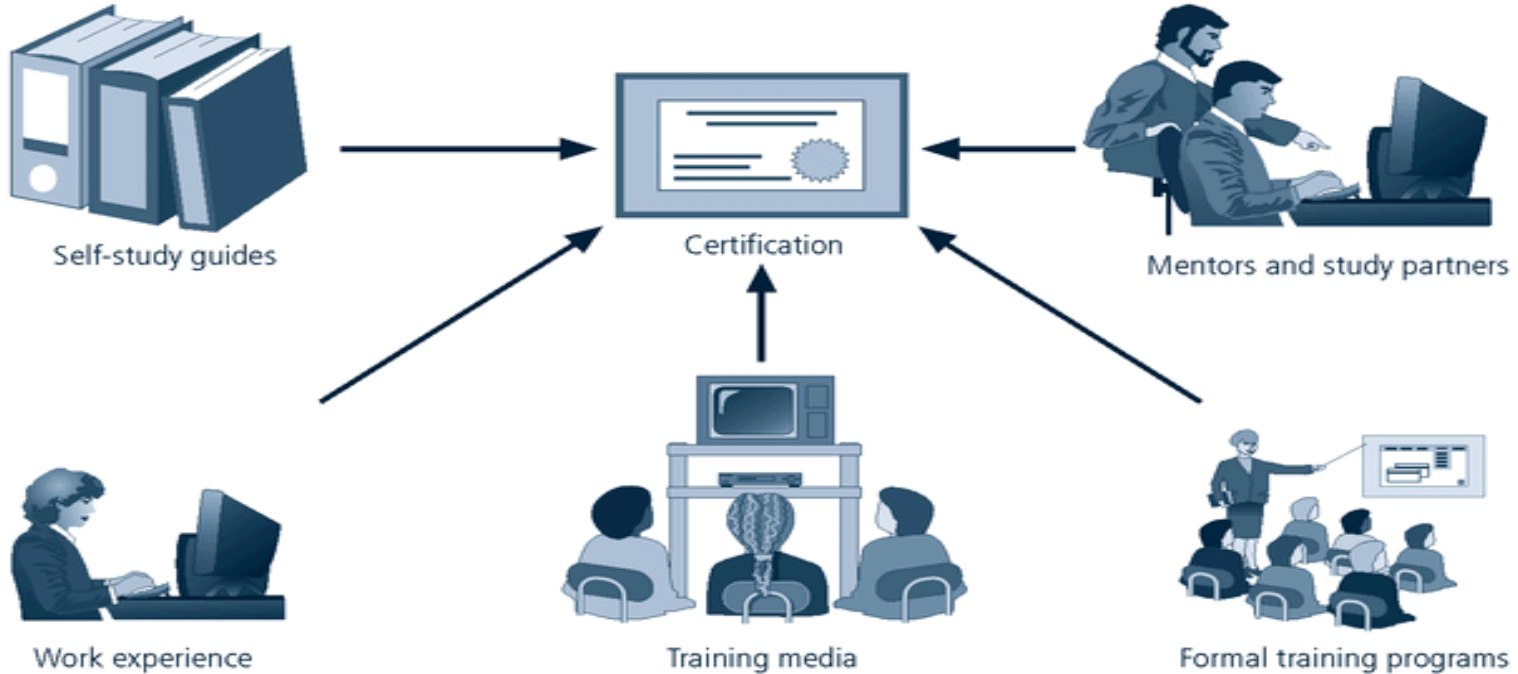 Self-study guides
Certification
Mentors and study partners
Work experience
Training media
Formal training programs